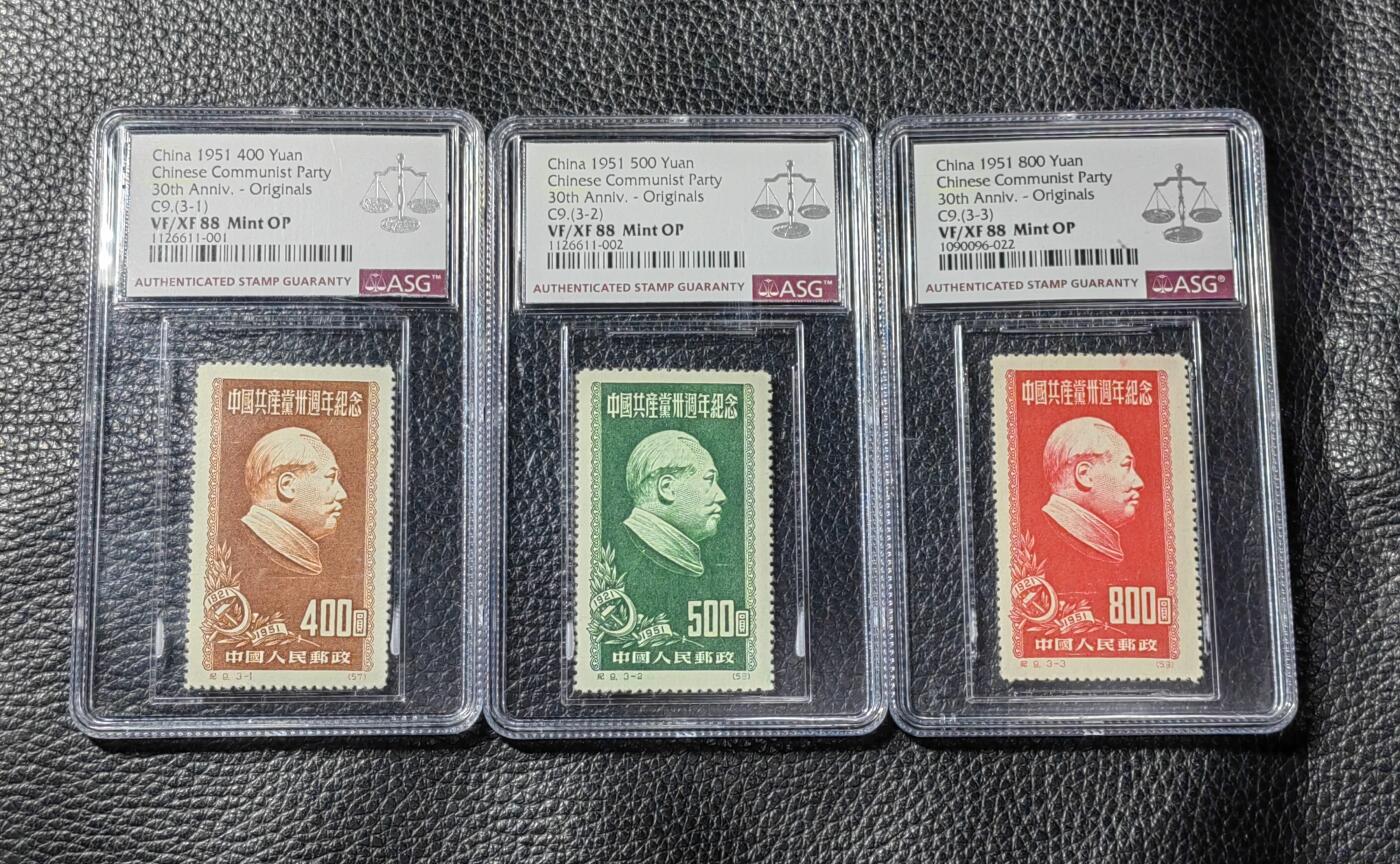 China 1951 400 Yuan
Chinese Communist Party
30th Anniv. - Originals
C9.(3-1)
VF/XF 88 Mint OP
1126611-001
AUTHENTICATED STAMP GUARANTY
ASG™
中國共產黨卅週年紀念
1921
1951
400圓
中國人民郵政
紀9. 3-1
(57)
China 1951 500 Yuan
Chinese Communist Party
30th Anniv. - Originals
C9.(3-2)
VF/XF 88 Mint OP
1126611-002
AUTHENTICATED STAMP GUARANTY
ASG™
中國共產黨卅週年紀念
1921
1951
500圓
中國人民郵政
紀9. 3-2
(58)
China 1951 800 Yuan
Chinese Communist Party
30th Anniv. - Originals
C9.(3-3)
VF/XF 88 Mint OP
1090096-022
AUTHENTICATED STAMP GUARANTY
ASG®
中國共產黨卅週年紀念
1921
1951
800圓
中國人民郵政
紀9. 3-3
(59)